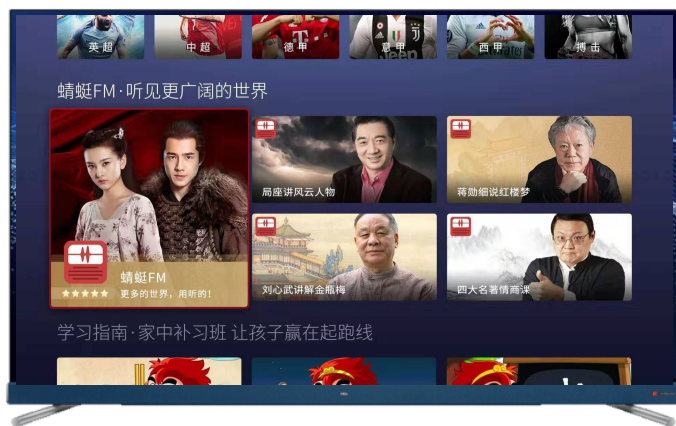 英超
中超
德甲
意甲
西甲
搏击
蜻蜓FM·听见更广阔的世界
局座讲风云人物
蒋勋细说红楼梦
蜻蜓FM
更多的世界，用听的！
刘心武讲解金瓶梅
四大名著情商课
学习指南·家中补习班 让孩子赢在起跑线
TCL